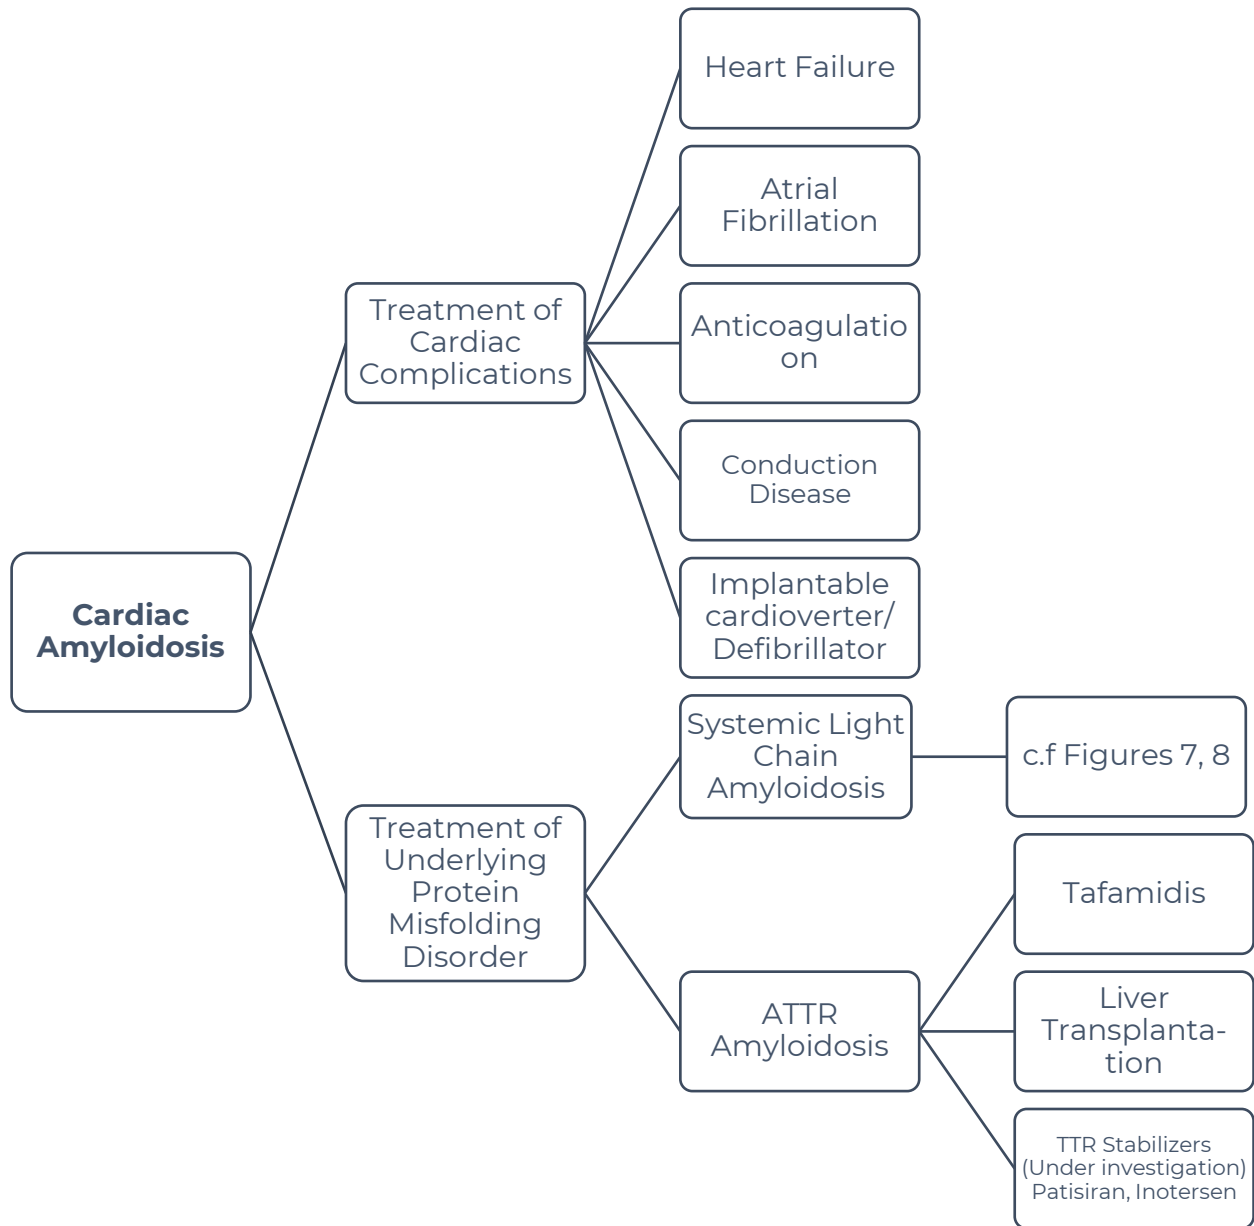 Heart Failure
Atrial
Fibrillation
Treatment of
Cardiac
Complications
Anticoagulatio
on
Conduction
Disease
Implantable
cardioverter/
Defibrillator
Cardiac
Amyloidosis
Systemic Light
Chain
Amyloidosis
c.f Figures 7, 8
Treatment of
Underlying
Protein
Misfolding
Disorder
Tafamidis
ATTR
Amyloidosis
Liver
Transplanta-
tion
TTR Stabilizers
(Under investigation)
Patisiran, Inotersen